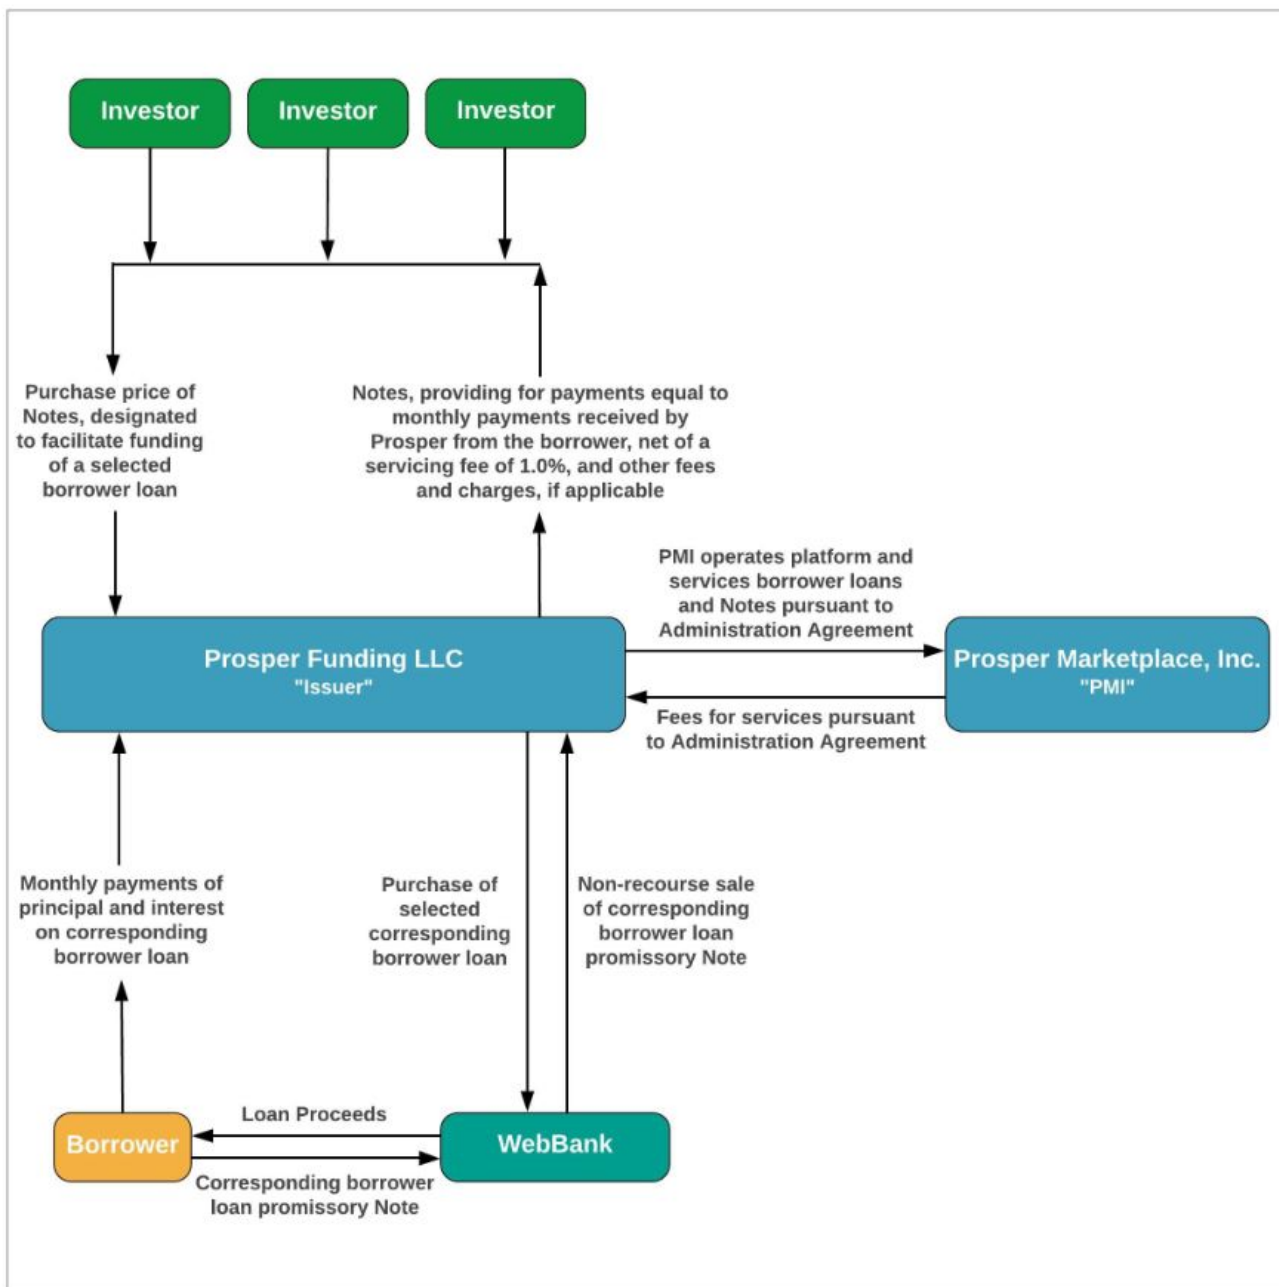 Investor
Investor
Investor
Purchase price of
Notes, designated
to facilitate funding
of a selected
borrower loan
Notes, providing for payments equal to
monthly payments received by
Prosper from the borrower, net of a
servicing fee of 1.0%, and other fees
and charges, if applicable
PMI operates platform and
services borrower loans
and Notes pursuant to
Administration Agreement
Prosper Funding LLC
"Issuer"
Prosper Marketplace, Inc.
"PMI"
Fees for services pursuant
to Administration Agreement
Monthly payments of
principal and interest
on corresponding
borrower loan
Purchase of
selected
corresponding
borrower loan
Non-recourse sale
of corresponding
borrower loan
promissory Note
Loan Proceeds
Borrower
WebBank
Corresponding borrower
loan promissory Note